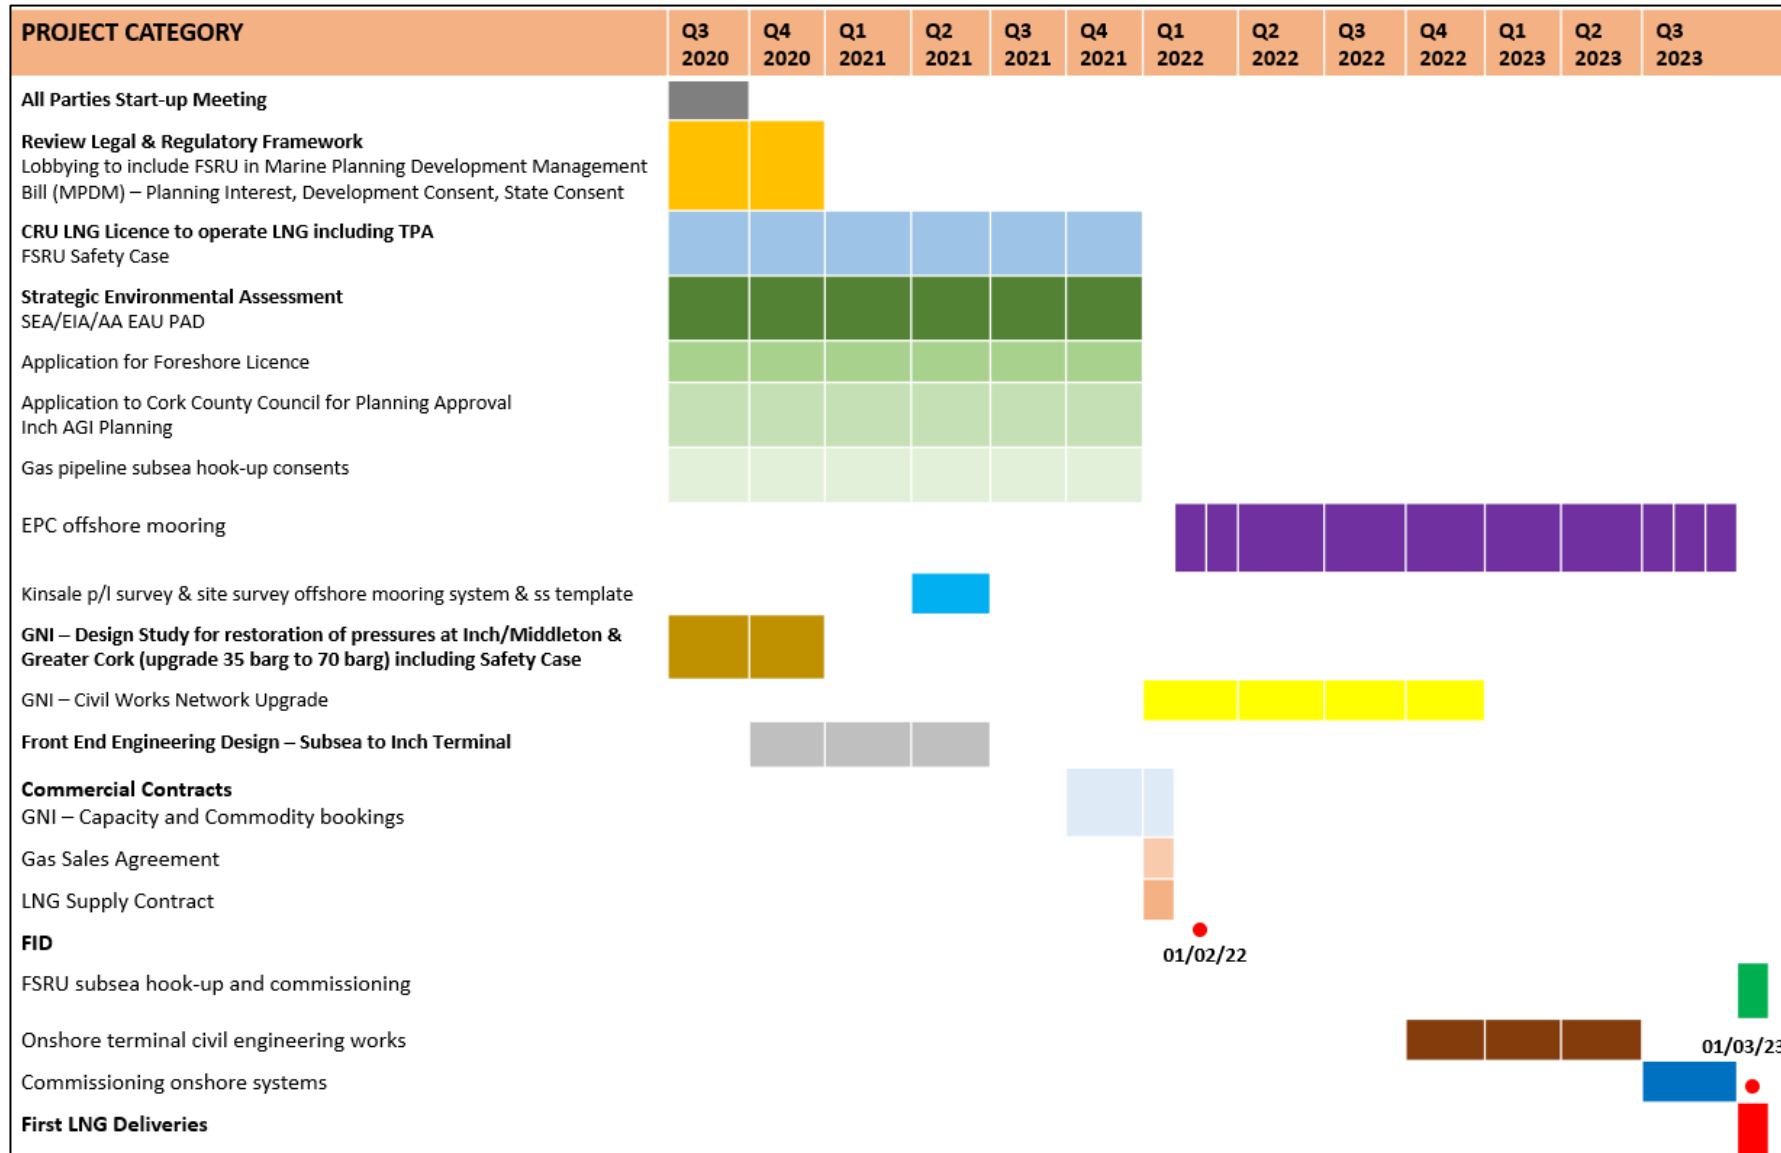 PROJECT CATEGORY
Q3 2020
Q4 2020
Q1 2021
Q2 2021
Q3 2021
Q4 2021
Q1 2022
Q2 2022
Q3 2022
Q4 2022
Q1 2023
Q2 2023
Q3 2023
All Parties Start-up Meeting
Review Legal & Regulatory Framework
Lobbying to include FSRU in Marine Planning Development Management
Bill (MPDM) – Planning Interest, Development Consent, State Consent
CRU LNG Licence to operate LNG including TPA
FSRU Safety Case
Strategic Environmental Assessment
SEA/EIA/AA EAU PAD
Application for Foreshore Licence
Application to Cork County Council for Planning Approval
Inch AGI Planning
Gas pipeline subsea hook-up consents
EPC offshore mooring
Kinsale p/l survey & site survey offshore mooring system & ss template
GNI – Design Study for restoration of pressures at Inch/Middleton &
Greater Cork (upgrade 35 barg to 70 barg) including Safety Case
GNI – Civil Works Network Upgrade
Front End Engineering Design – Subsea to Inch Terminal
Commercial Contracts
GNI – Capacity and Commodity bookings
Gas Sales Agreement
LNG Supply Contract
FID
01/02/22
FSRU subsea hook-up and commissioning
Onshore terminal civil engineering works
01/03/23
Commissioning onshore systems
First LNG Deliveries